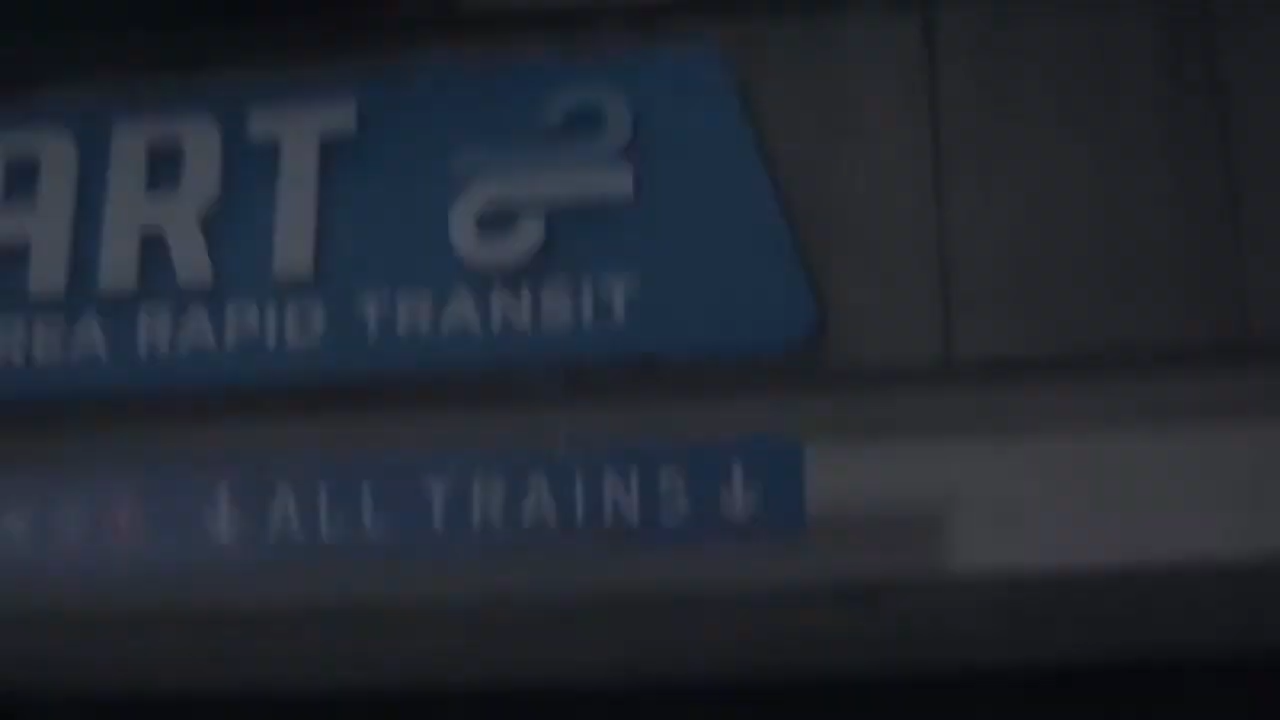 ART
REA RAPID TRANSIT
↓ ALL TRAINS ↓